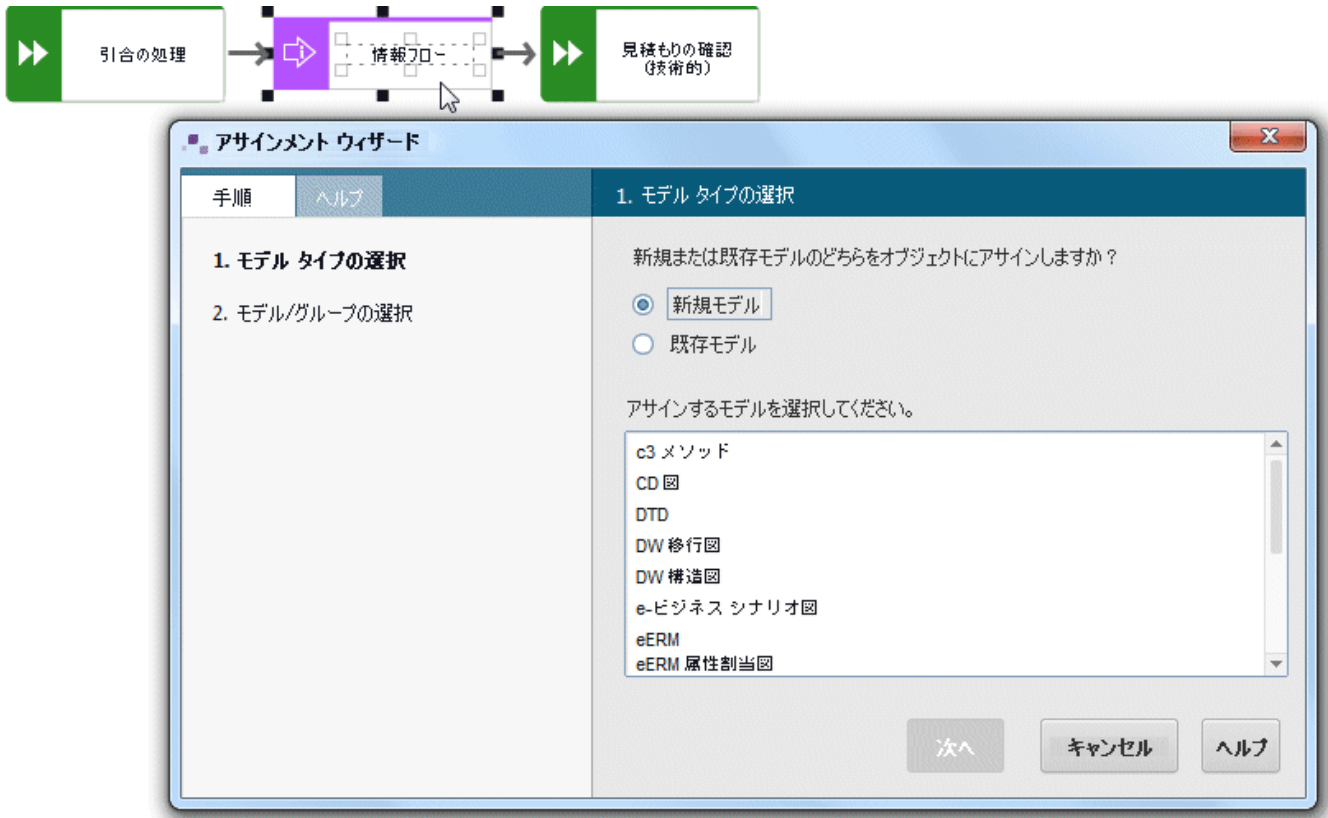 引合の処理
情報フロー
見積もりの確認
(技術的)
アサインメント ウィザード
手順
ヘルプ
1. モデル タイプの選択
2. モデル/グループの選択
1. モデル タイプの選択
新規または既存モデルのどちらをオブジェクトにアサインしますか？
新規モデル
既存モデル
アサインするモデルを選択してください。
c3 メソッド
CD 図
DTD
DW 移行図
DW 構造図
e-ビジネス シナリオ図
eERM
eERM 属性割当図
次へ
キャンセル
ヘルプ